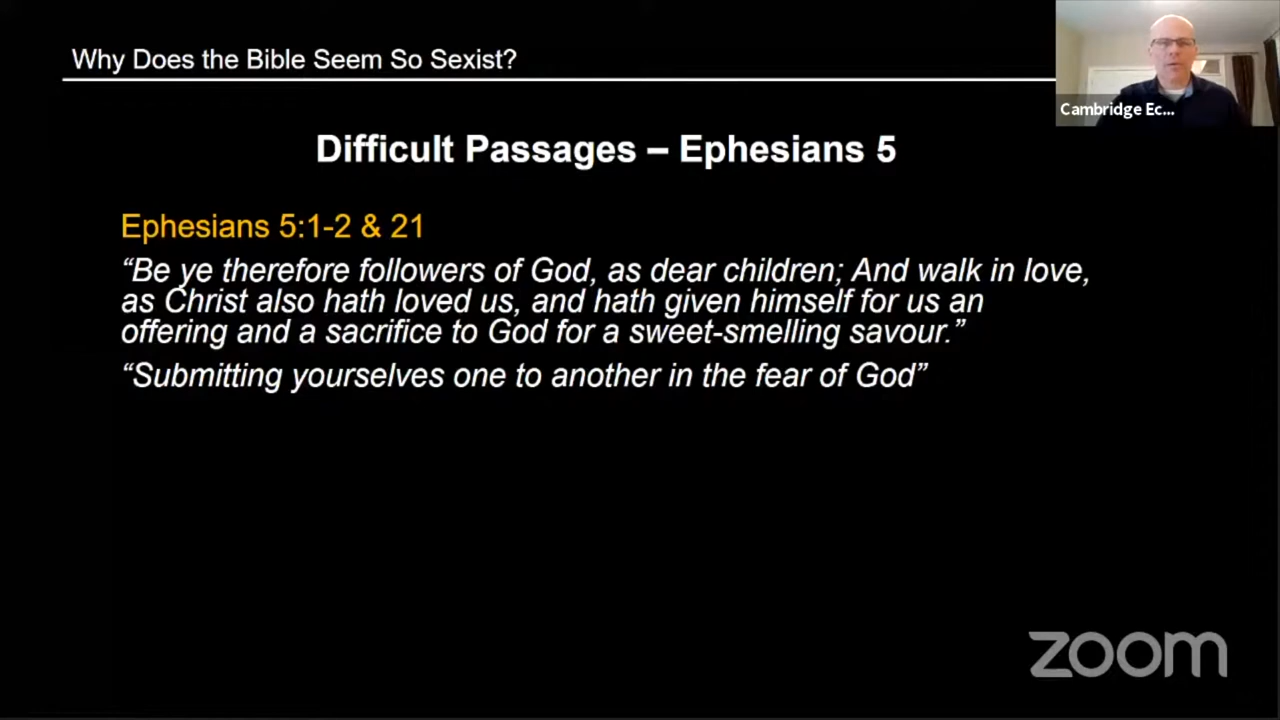 Why Does the Bible Seem So Sexist?
Cambridge Ec...
Difficult Passages – Ephesians 5
Ephesians 5:1-2 & 21
“Be ye therefore followers of God, as dear children; And walk in love,
as Christ also hath loved us, and hath given himself for us an
offering and a sacrifice to God for a sweet-smelling savour.”
“Submitting yourselves one to another in the fear of God”
zoom